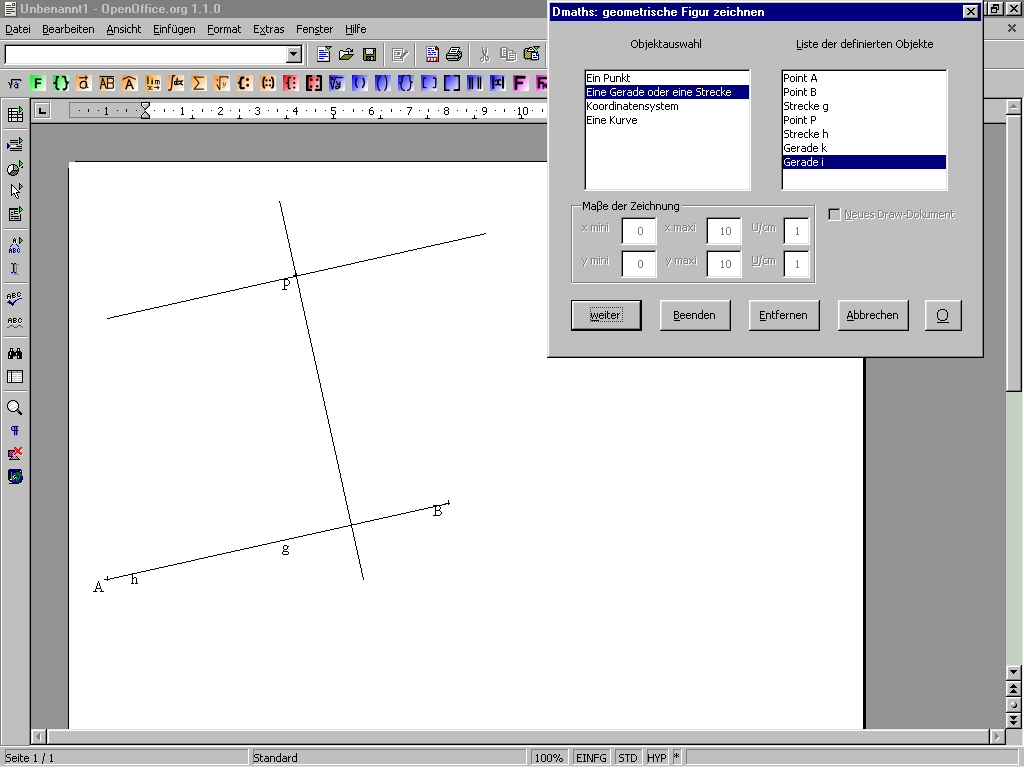 Unbenannt1 - OpenOffice.org 1.1.0
Datei Bearbeiten Ansicht Einfügen Format Extras Fenster Hilfe
1 1 2 3 4 5 6 7 8 9 10
Dmaths: geometrische Figur zeichnen
Objektauswahl
Ein Punkt
Eine Gerade oder eine Strecke
Koordinatensystem
Eine Kurve
Liste der definierten Objekte
Point A
Point B
Strecke g
Point P
Strecke h
Gerade k
Gerade i
Maβe der Zeichnung
x mini 0 x maxi 10 U/cm 1
y mini 0 y maxi 10 U/cm 1
Neues Draw-Dokument
weiter Beenden Entfernen Abbrechen O
P
B
g
h
A
Seite 1 / 1 Standard 100% EINFG STD HYP *